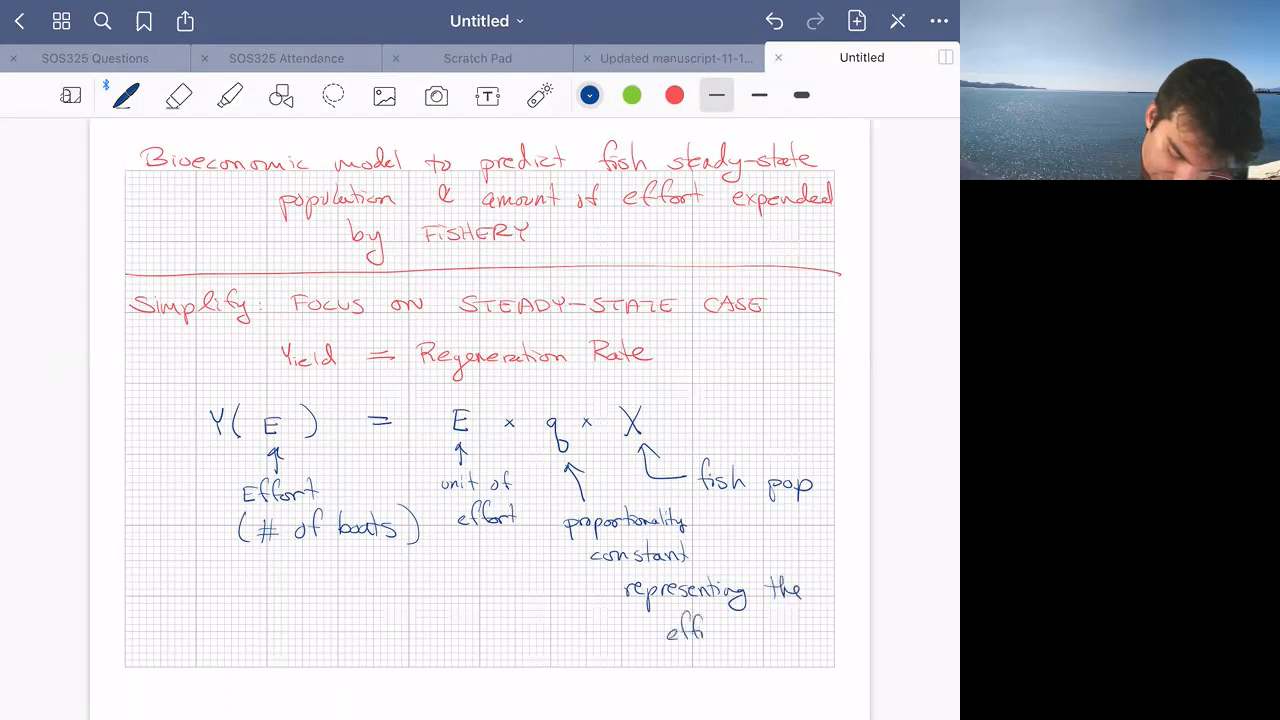 Untitled
SOS325 Questions
SOS325 Attendance
Scratch Pad
Updated manuscript-11-1...
Untitled
Bioeconomic model to predict fish steady-state
population & amount of effort expended
by FISHERY
Simplify: FOCUS ON STEADY-STATE CASE
Yield = Regeneration Rate
Y( E ) = E × q × X
Effort
(# of boats)
unit of
effort
proportionality
constant
representing the
effi
fish pop